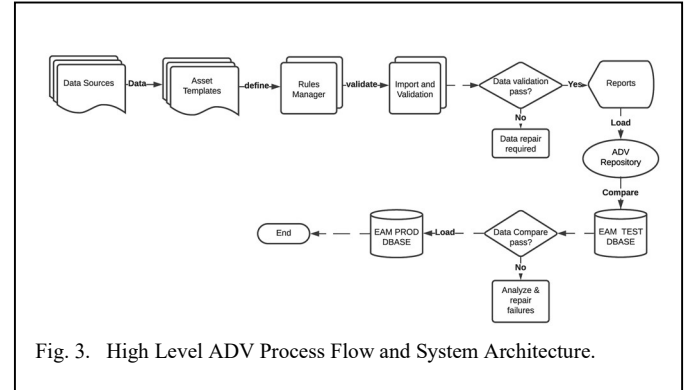 Data Sources
Data
Asset
Templates
define
Rules
Manager
validate
Import and
Validation
Data validation
pass?
Yes
Reports
No
Data repair
required
Load
ADV
Repository
Compare
EAM TEST
DBASE
Data Compare
pass?
Load
EAM PROD
DBASE
End
No
Analyze &
repair
failures
Fig. 3. High Level ADV Process Flow and System Architecture.